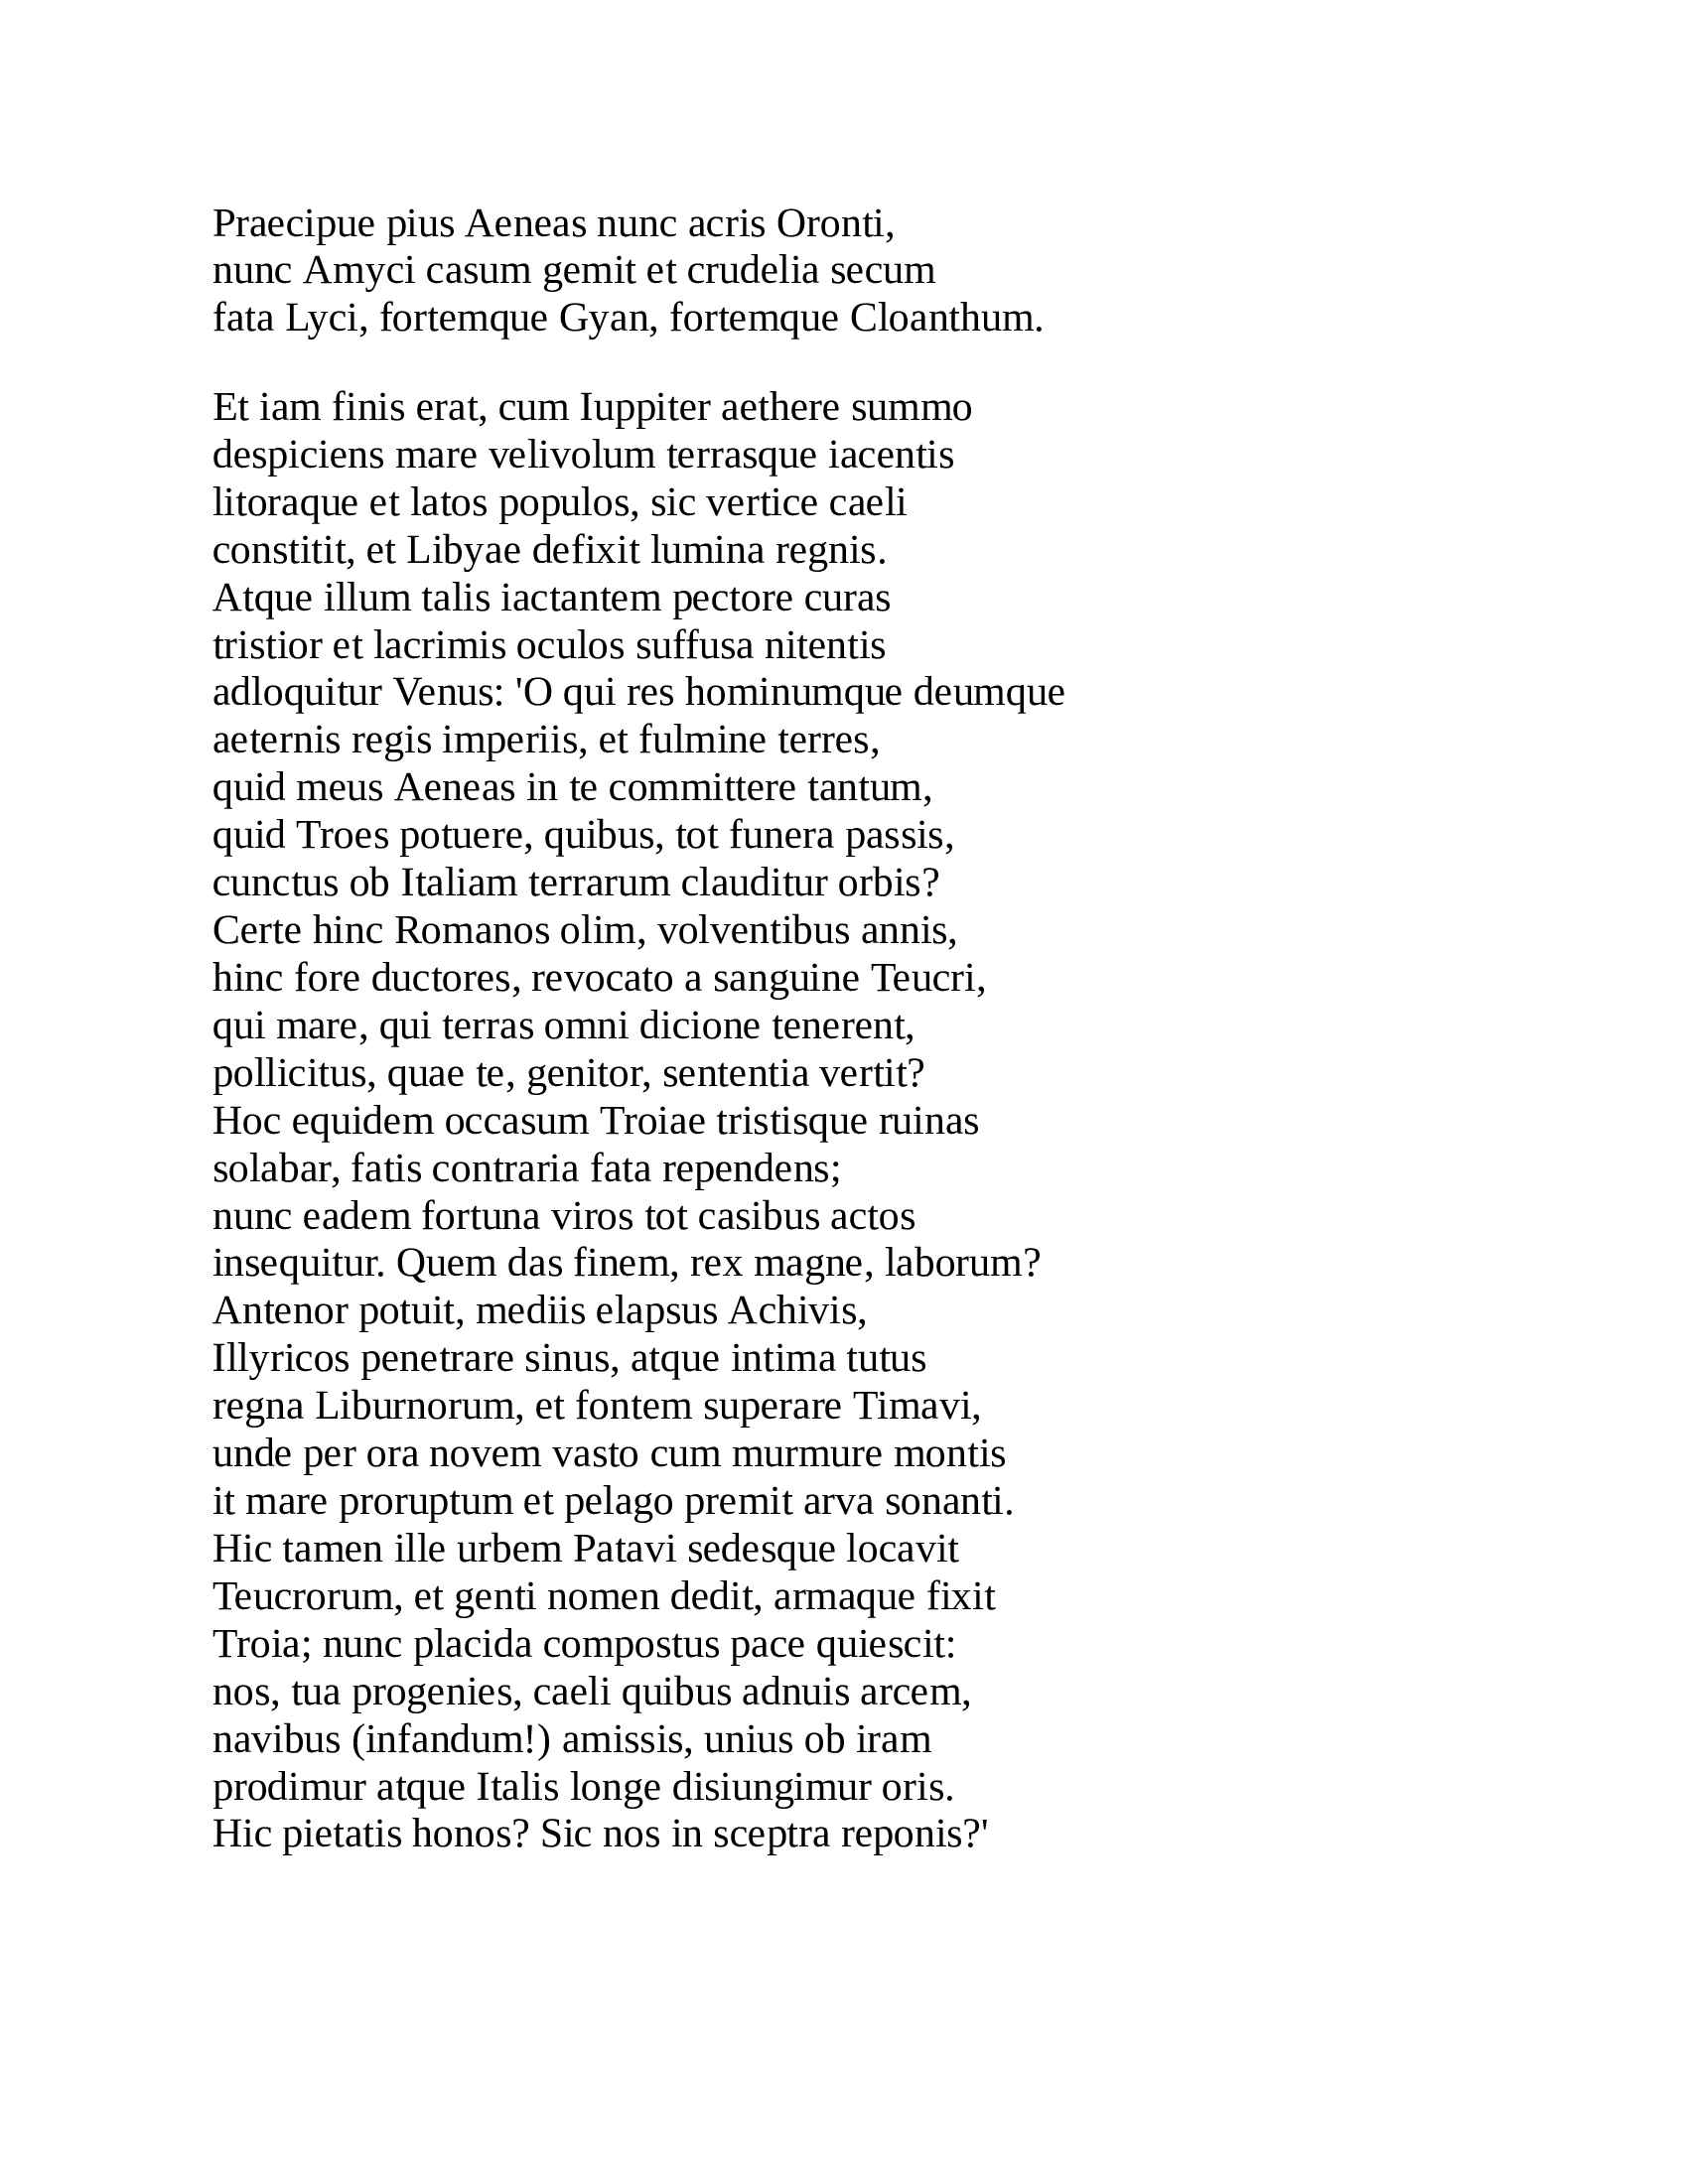 Praecipue pius Aeneas nunc acris Oronti,
nunc Amyci casum gemit et crudelia secum
fata Lyci, fortemque Gyan, fortemque Cloanthum.
Et iam finis erat, cum Iuppiter aethere summo
despiciens mare velivolum terrasque iacentis
litoraque et latos populos, sic vertice caeli
constitit, et Libyae defixit lumina regnis.
Atque illum talis iactantem pectore curas
tristior et lacrimis oculos suffusa nitentis
adloquitur Venus: 'O qui res hominumque deumque
aeternis regis imperiis, et fulmine terres,
quid meus Aeneas in te committere tantum,
quid Troes potuere, quibus, tot funera passis,
cunctus ob Italiam terrarum clauditur orbis?
Certe hinc Romanos olim, volventibus annis,
hinc fore ductores, revocato a sanguine Teucri,
qui mare, qui terras omni dicione tenerent,
pollicitus, quae te, genitor, sententia vertit?
Hoc equidem occasum Troiae tristisque ruinas
solabar, fatis contraria fata rependens;
nunc eadem fortuna viros tot casibus actos
insequitur. Quem das finem, rex magne, laborum?
Antenor potuit, mediis elapsus Achivis,
Illyricos penetrare sinus, atque intima tutus
regna Liburnorum, et fontem superare Timavi,
unde per ora novem vasto cum murmure montis
it mare proruptum et pelago premit arva sonanti.
Hic tamen ille urbem Patavi sedesque locavit
Teucrorum, et genti nomen dedit, armaque fixit
Troia; nunc placida compostus pace quiescit:
nos, tua progenies, caeli quibus adnuis arcem,
navibus (infandum!) amissis, unius ob iram
prodimur atque Italis longe disiungimur oris.
Hic pietatis honos? Sic nos in sceptra reponis?'